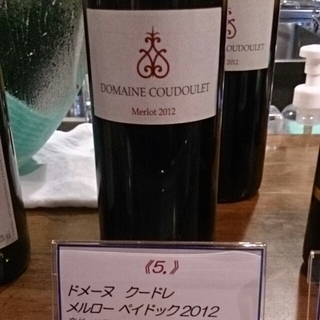 DOMAINE COUDOULET
Merlot 2012
《5.》
ドメーヌ クードレ
メルロー ペイドック2012